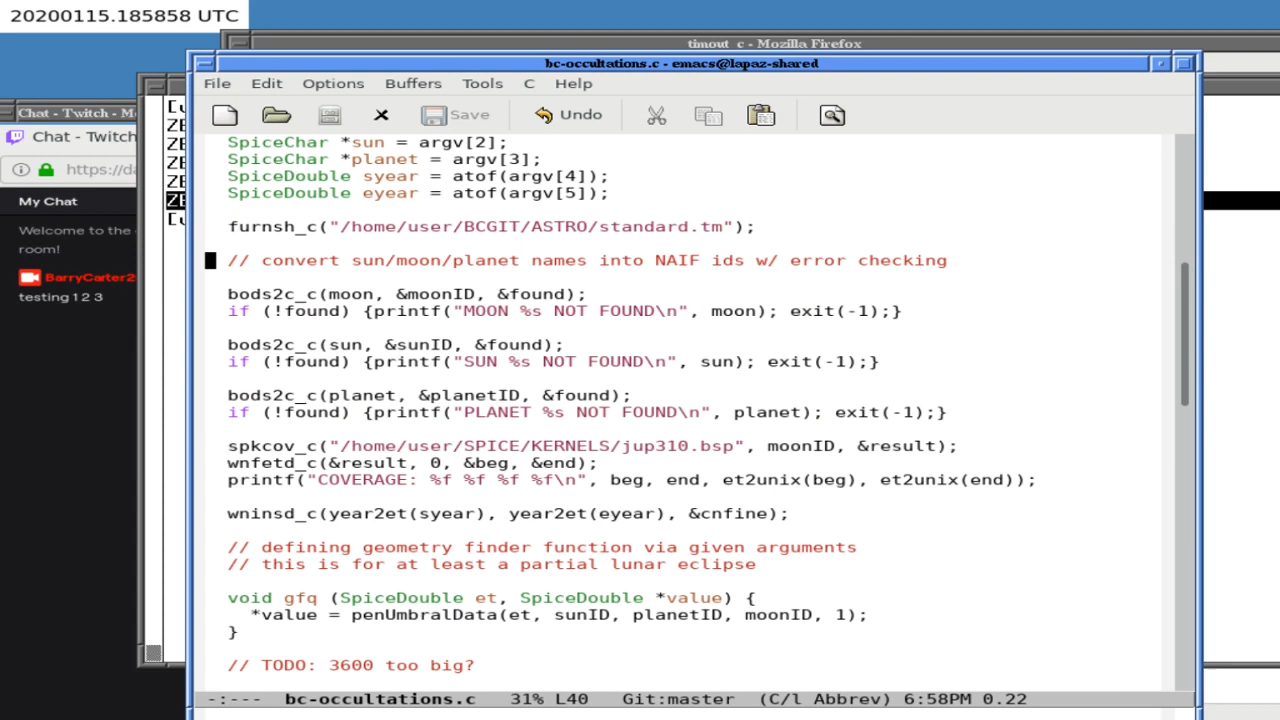 20200115.185858 UTC
timout_c - Mozilla Firefox
bc-occultations.c - emacs@lapaz-shared
File Edit Options Buffers Tools C Help
Save Undo
Chat - Twitch - M
Chat - Twitch
https://da
My Chat
Welcome to the
room!
BarryCarter2
testing 1 2 3
SpiceChar *sun = argv[2];
SpiceChar *planet = argv[3];
SpiceDouble syear = atof(argv[4]);
SpiceDouble eyear = atof(argv[5]);
furnsh_c("/home/user/BCGIT/ASTRO/standard.tm");
// convert sun/moon/planet names into NAIF ids w/ error checking
bods2c_c(moon, &moonID, &found);
if (!found) {printf("MOON %s NOT FOUND\n", moon); exit(-1);}
bods2c_c(sun, &sunID, &found);
if (!found) {printf("SUN %s NOT FOUND\n", sun); exit(-1);}
bods2c_c(planet, &planetID, &found);
if (!found) {printf("PLANET %s NOT FOUND\n", planet); exit(-1);}
spkcov_c("/home/user/SPICE/KERNELS/jup310.bsp", moonID, &result);
wnfetd_c(&result, 0, &beg, &end);
printf("COVERAGE: %f %f %f %f\n", beg, end, et2unix(beg), et2unix(end));
wninsd_c(year2et(syear), year2et(eyear), &cnfine);
// defining geometry finder function via given arguments
// this is for at least a partial lunar eclipse
void gfq (SpiceDouble et, SpiceDouble *value) {
*value = penUmbralData(et, sunID, planetID, moonID, 1);
}
// TODO: 3600 too big?
-:--- bc-occultations.c 31% L40 Git:master (C/l Abbrev) 6:58PM 0.22